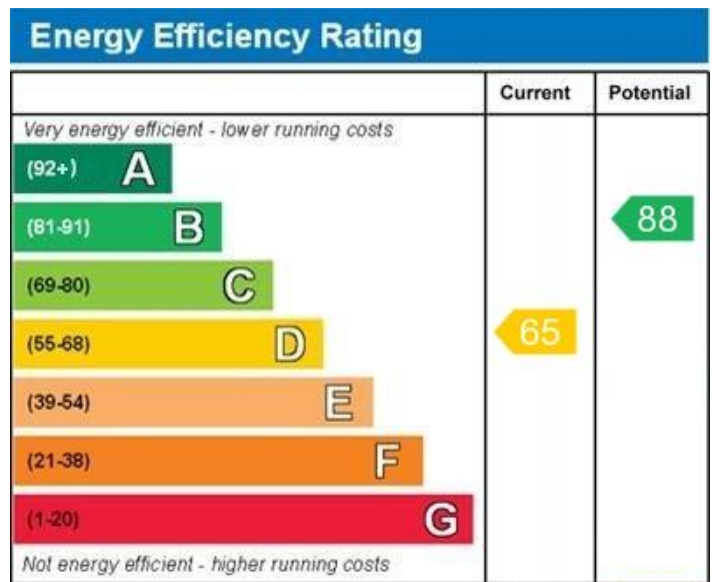 Energy Efficiency Rating
Current Potential
Very energy efficient - lower running costs
(92+) A
(81-91) B 88
(69-80) C
(55-68) D 65
(39-54) E
(21-38) F
(1-20) G
Not energy efficient - higher running costs